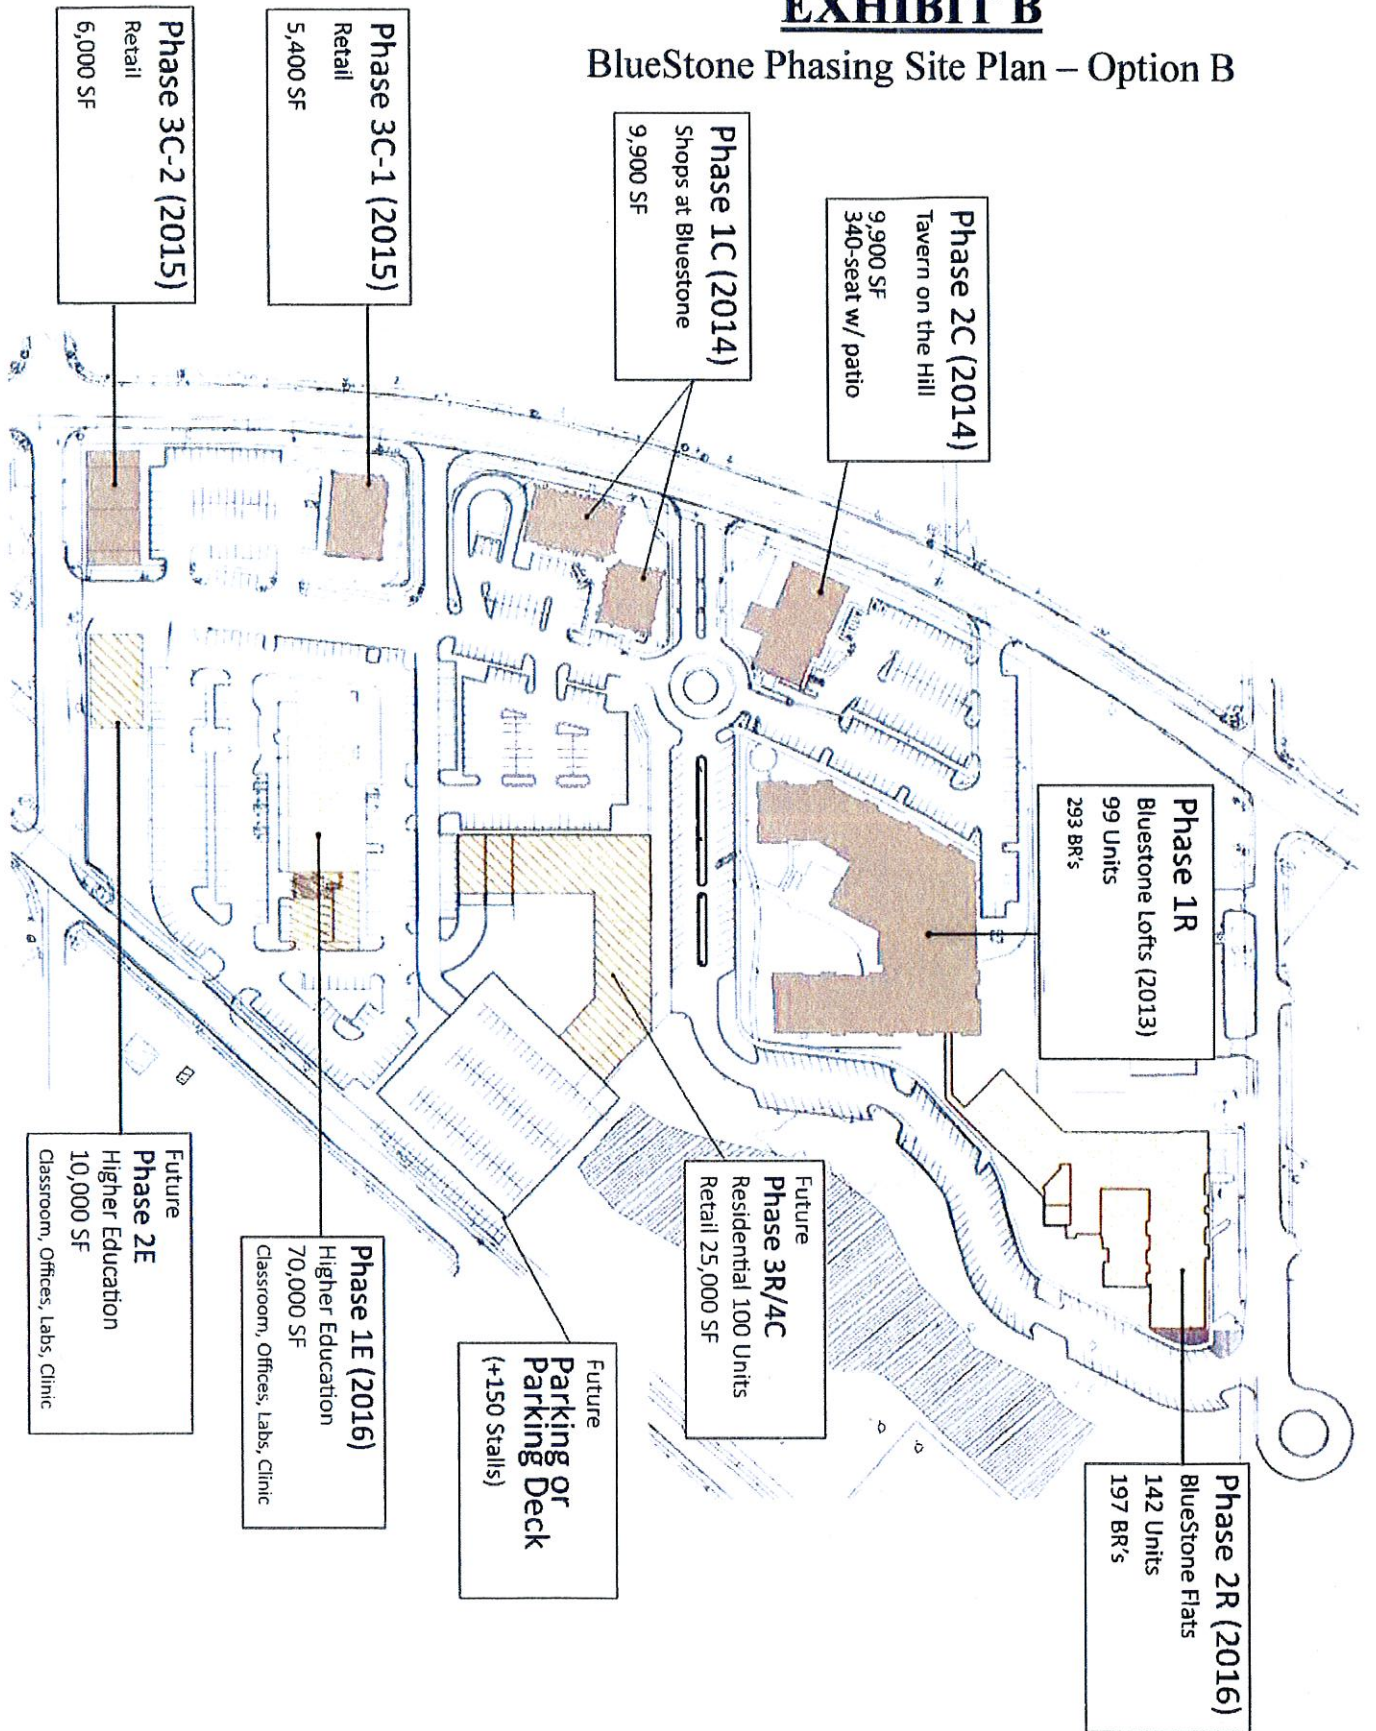 EXHIBIT B
BlueStone Phasing Site Plan – Option B
Phase 2R (2016)
BlueStone Flats
142 Units
197 BR's
Phase 1R
Bluestone Lofts (2013)
99 Units
293 BR's
Phase 2C (2014)
Tavern on the Hill
9,900 SF
340-seat w/ patio
Phase 1C (2014)
Shops at Bluestone
9,900 SF
Phase 3C-1 (2015)
Retail
5,400 SF
Phase 3C-2 (2015)
Retail
6,000 SF
Future
Phase 3R/4C
Residential 100 Units
Retail 25,000 SF
Future
Parking or
Parking Deck
(+150 Stalls)
Phase 1E (2016)
Higher Education
70,000 SF
Classroom, Offices, Labs, Clinic
Future
Phase 2E
Higher Education
10,000 SF
Classroom, Offices, Labs, Clinic